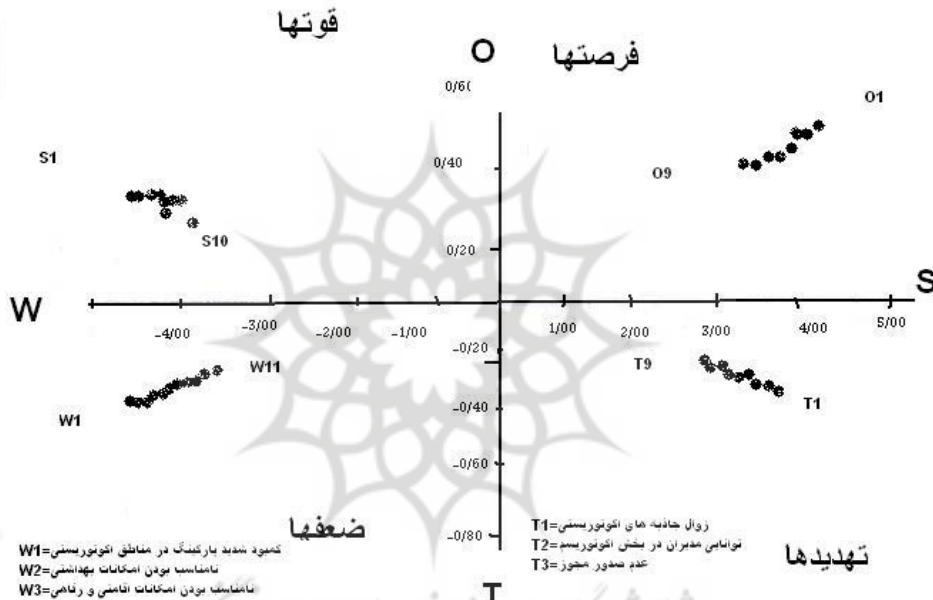 قوتها
O
فرصتها
0/60
O1
S1
0/40
O9
S10
0/20
W
S
-4/00
-3/00
-2/00
-1/00
1/00
2/00
3/00
4/00
5/00
-0/20
W11
T9
W1
-0/40
T1
-0/60
ضعفها
-0/80
تهدیدها
T
W1=کمبود شدید پارکینگ در مناطق اکوتوریستی
W2=نامناسب بودن امکانات بهداشتی
W3=نامناسب بودن امکانات اقامتی و رفاهی
T1=زوال جاذبه های اکوتوریستی
T2=توانایی مدیران در بخش اکوتوریسم
T3=عدم صدور مجوز